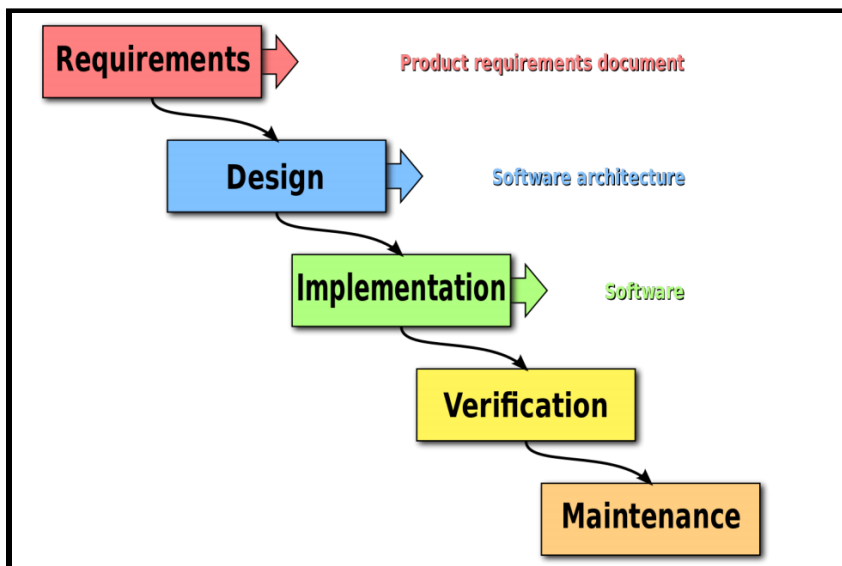 Requirements
Product requirements document
Design
Software architecture
Implementation
Software
Verification
Maintenance